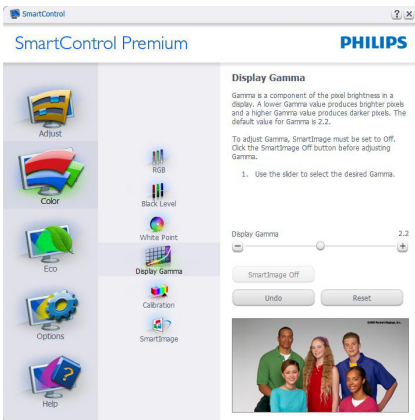 SmartControl
SmartControl Premium
PHILIPS
Adjust
Color
Eco
Options
Help
RGB
Black Level
White Point
Display Gamma
Calibration
SmartImage
Display Gamma
Gamma is a component of the pixel brightness in a
display. A lower Gamma value produces brighter pixels
and a higher Gamma value produces darker pixels. The
default value for Gamma is 2.2.
To adjust Gamma, SmartImage must be set to Off.
Click the SmartImage Off button before adjusting
Gamma.
1. Use the slider to select the desired Gamma.
Display Gamma 2.2
SmartImage Off
Undo Reset